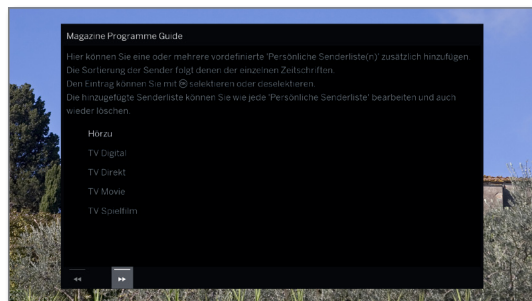 Magazine Programme Guide
Hier können Sie eine oder mehrere vordefinierte 'Persönliche Senderliste(n)' zusätzlich hinzufügen.
Die Sortierung der Sender folgt denen der einzelnen Zeitschriften.
Den Eintrag können Sie mit OK selektieren oder deselektieren.
Die hinzugefügte Senderliste können Sie wie jede 'Persönliche Senderliste' bearbeiten und auch
wieder löschen.
Hörzu
TV Digital
TV Direkt
TV Movie
TV Spielfilm